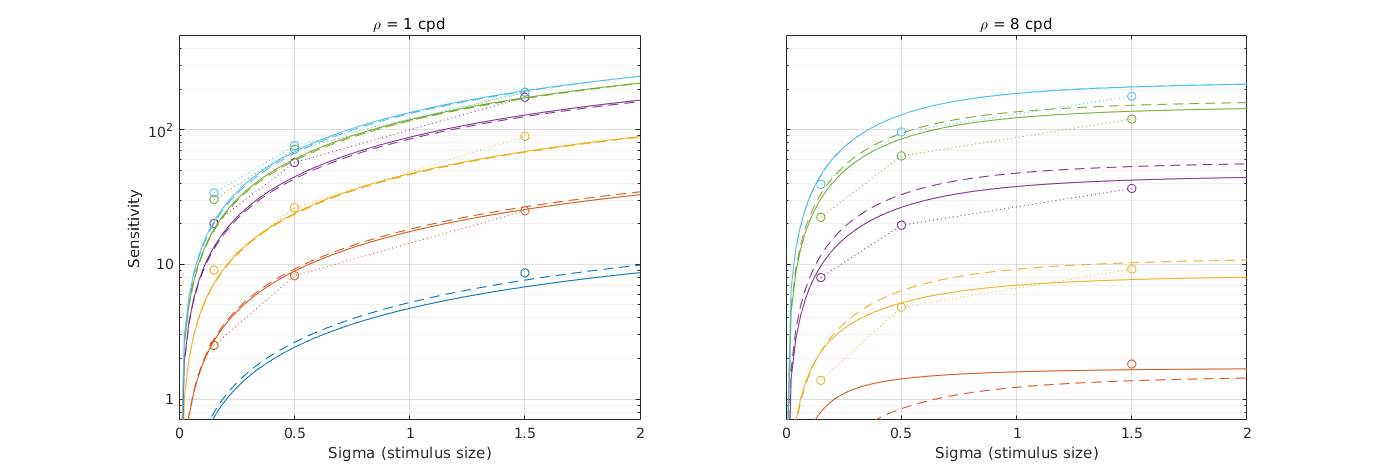 ρ = 1 cpd
Sensitivity
10²
10
1
0
0.5
1
1.5
2
Sigma (stimulus size)
ρ = 8 cpd
0
0.5
1
1.5
2
Sigma (stimulus size)